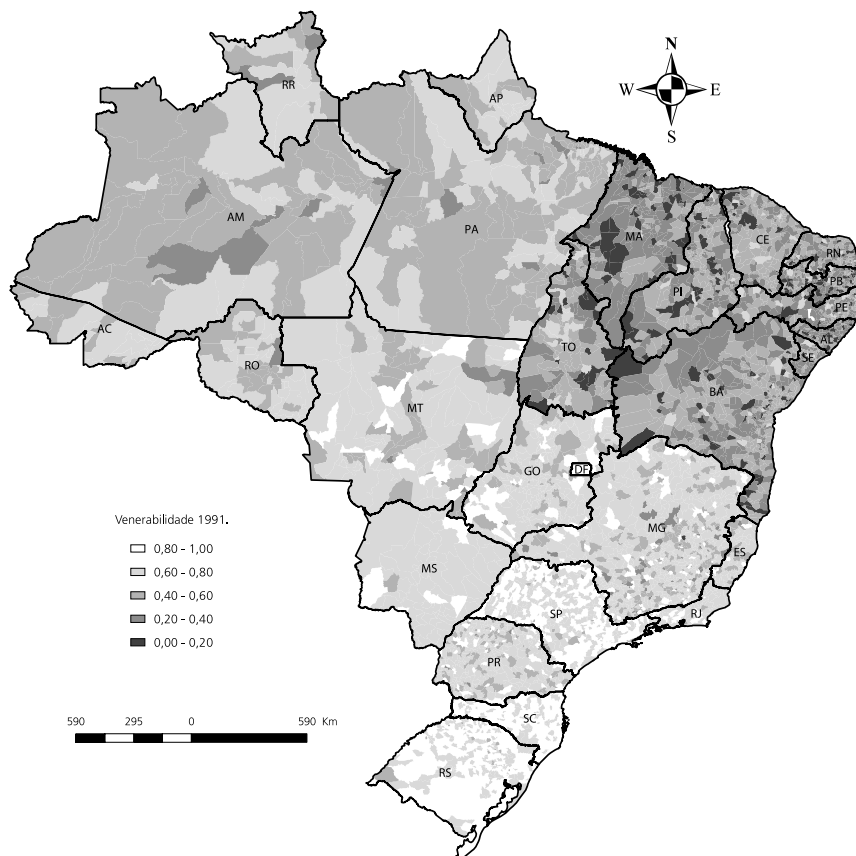 N
W E
S
RR
AP
AM
PA
MA
CE
RN
PB
PE
AL
SE
PI
TO
AC
RO
MT
BA
GO
DF
MG
ES
MS
SP
RJ
PR
SC
RS
Venerabilidade 1991.
0,80 - 1,00
0,60 - 0,80
0,40 - 0,60
0,20 - 0,40
0,00 - 0,20
590 295 0 590 Km